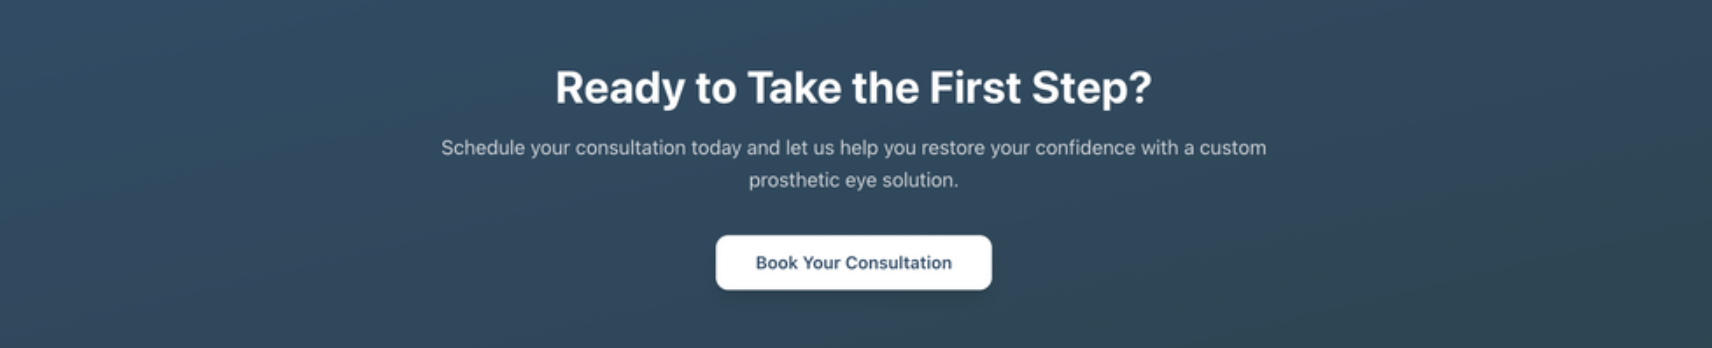 Ready to Take the First Step?
Schedule your consultation today and let us help you restore your confidence with a custom
prosthetic eye solution.
Book Your Consultation